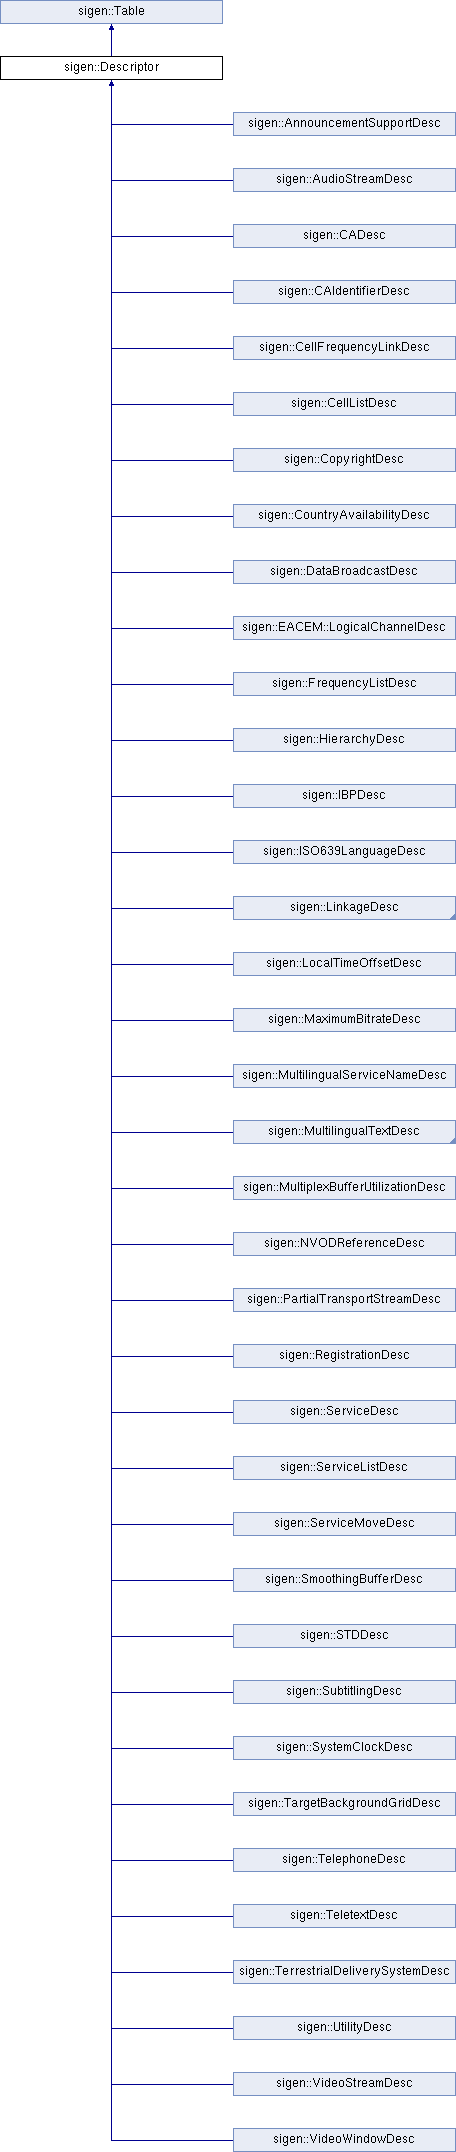 sigen::Table
sigen::Descriptor
sigen::AnnouncementSupportDesc
sigen::AudioStreamDesc
sigen::CADesc
sigen::CAIdentifierDesc
sigen::CellFrequencyLinkDesc
sigen::CellListDesc
sigen::CopyrightDesc
sigen::CountryAvailabilityDesc
sigen::DataBroadcastDesc
sigen::EACEM::LogicalChannelDesc
sigen::FrequencyListDesc
sigen::HierarchyDesc
sigen::IBPDesc
sigen::ISO639LanguageDesc
sigen::LinkageDesc
sigen::LocalTimeOffsetDesc
sigen::MaximumBitrateDesc
sigen::MultilingualServiceNameDesc
sigen::MultilingualTextDesc
sigen::MultiplexBufferUtilizationDesc
sigen::NVODReferenceDesc
sigen::PartialTransportStreamDesc
sigen::RegistrationDesc
sigen::ServiceDesc
sigen::ServiceListDesc
sigen::ServiceMoveDesc
sigen::SmoothingBufferDesc
sigen::STDDesc
sigen::SubtitlingDesc
sigen::SystemClockDesc
sigen::TargetBackgroundGridDesc
sigen::TelephoneDesc
sigen::TeletextDesc
sigen::TerrestrialDeliverySystemDesc
sigen::UtilityDesc
sigen::VideoStreamDesc
sigen::VideoWindowDesc